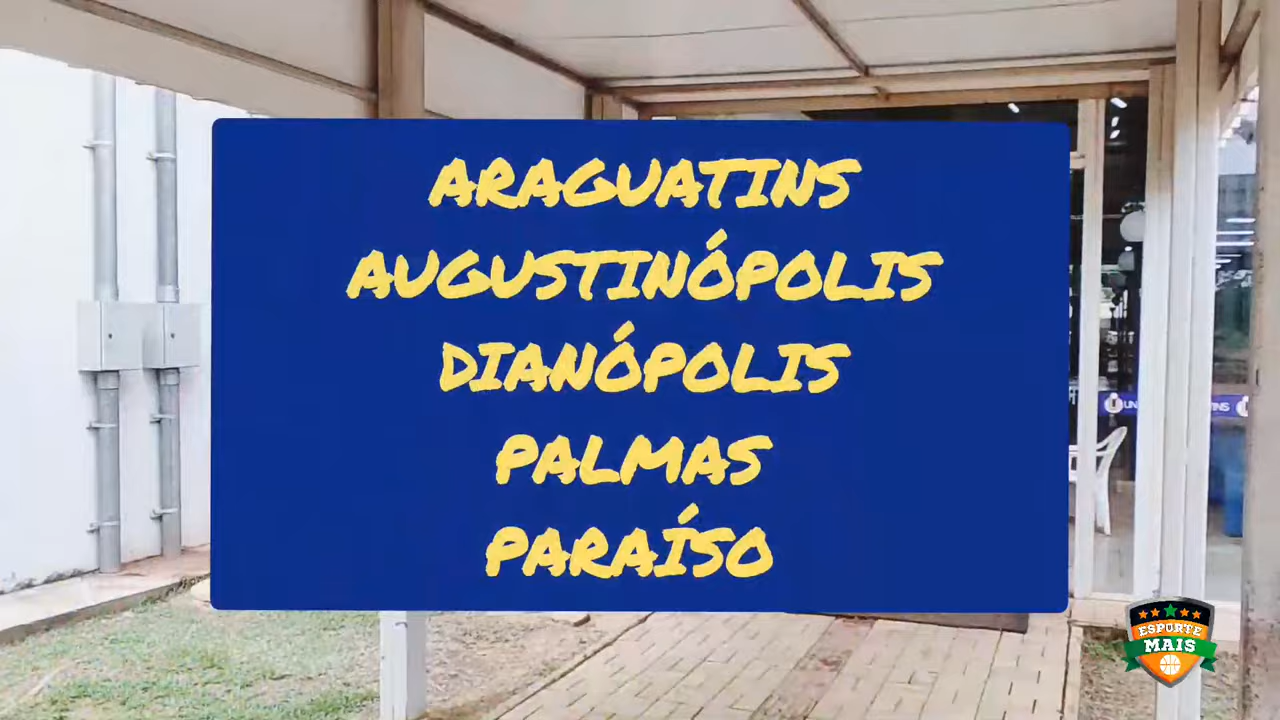 ARAGUATINS
AUGUSTINÓPOLIS
DIANÓPOLIS
PALMAS
PARAÍSO
ESPORTE
MAIS